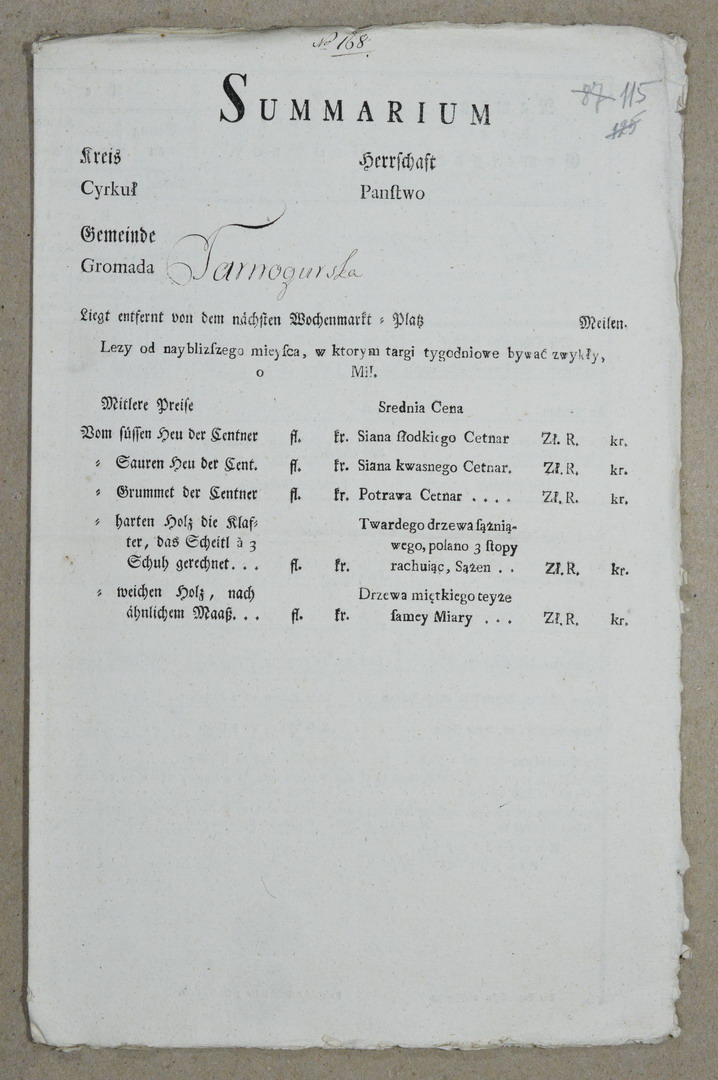 No 168
SUMMARIUM
87 115
125
Kreis Herrschaft
Cyrkuł Panſtwo
Gemeinde
Gromada Tarnogurska
Liegt entfernt von dem nächſten Wochenmarkt ⸗ Platz Meilen.
Lezy od naybliżſzego mieyſca, w ktorym targi tygodniowe bywać zwykły,
o Mil.
Mitlere Preiſe Srednia Cena
Vom ſüſſen Heu der Centner fl. kr. Siana ſłodkiego Cetnar Zł. R. kr.
⸗ Sauren Heu der Cent. fl. kr. Siana kwasnego Cetnar. Zł. R. kr.
⸗ Grummet der Centner fl. kr. Potrawa Cetnar . . . . Zł. R. kr.
⸗ harten Holz die Klaf⸗ Twardego drzewa ſążnią-
ter, das Scheitl à 3 wego, polano 3 ſtopy
Schuh gerechnet. . . fl. kr. rachuiąc, Sążen . . Zł. R. kr.
⸗ weichen Holz, nach Drzewa miętkiego teyże
ähnlichem Maaß. . . fl. kr. ſamey Miary . . . Zł. R. kr.